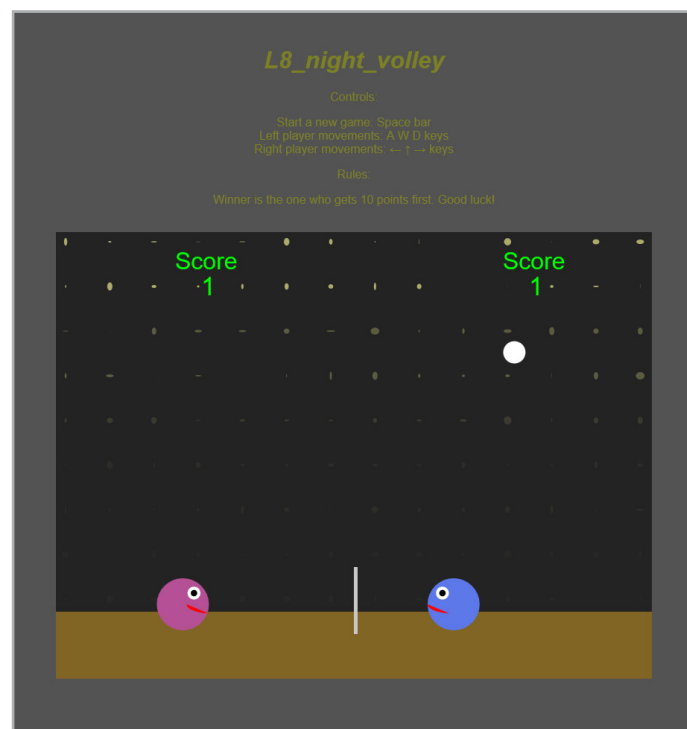 L8_night_volley
Controls:
Start a new game: Space bar
Left player movements: A W D keys
Right player movements: ← ↑ → keys
Rules:
Winner is the one who gets 10 points first. Good luck!
Score Score
1 1